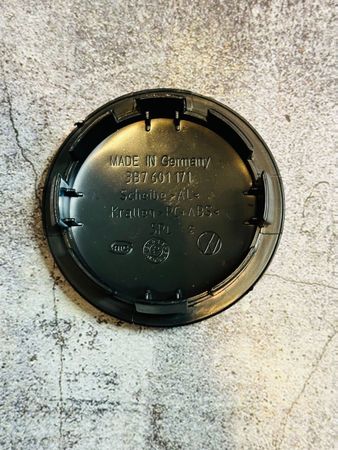 MADE IN Germany
3B7 601 171
Scheibe >AL<
Krallen >PC+ABS<